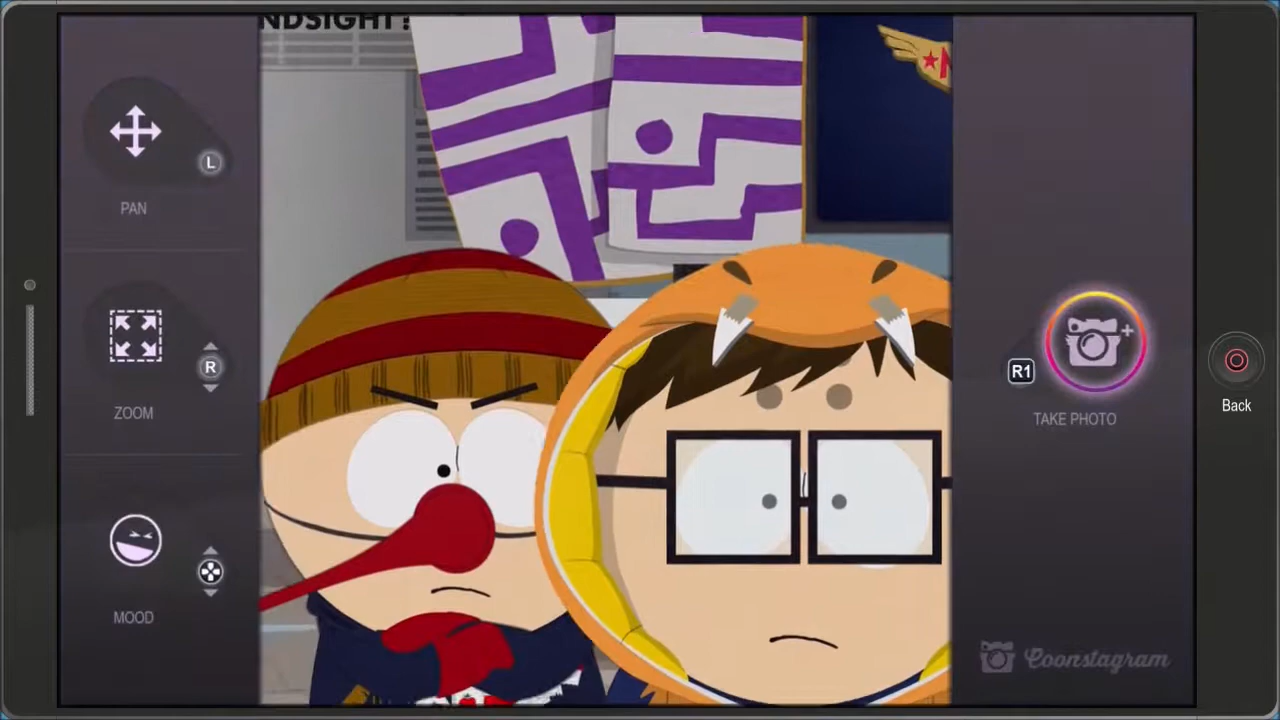 NDSIGHT!
PAN
L
ZOOM
R
MOOD
R1
TAKE PHOTO
Back
Coonstagram